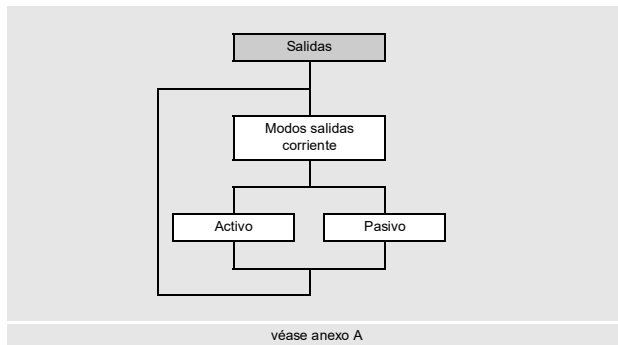 Salidas
Modos salidas
corriente
Activo
Pasivo
véase anexo A